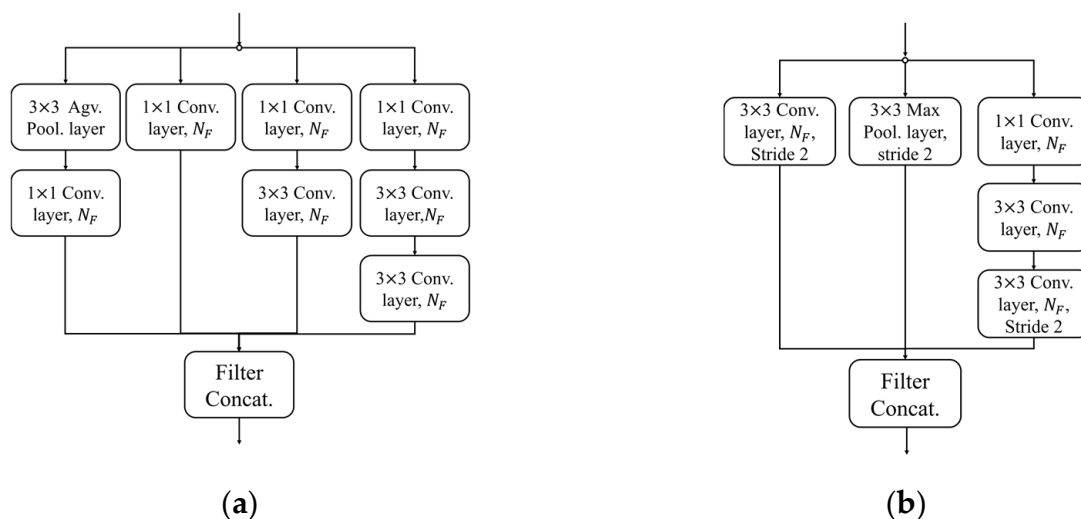 3×3 Agv.
Pool. layer
1×1 Conv.
layer, N_F
1×1 Conv.
layer, N_F
3×3 Conv.
layer, N_F
1×1 Conv.
layer, N_F
3×3 Conv.
layer,N_F
3×3 Conv.
layer, N_F
1×1 Conv.
layer, N_F
Filter
Concat.
(a)
3×3 Conv.
layer, N_F,
Stride 2
3×3 Max
Pool. layer,
stride 2
1×1 Conv.
layer, N_F
3×3 Conv.
layer, N_F
3×3 Conv.
layer, N_F,
Stride 2
Filter
Concat.
(b)